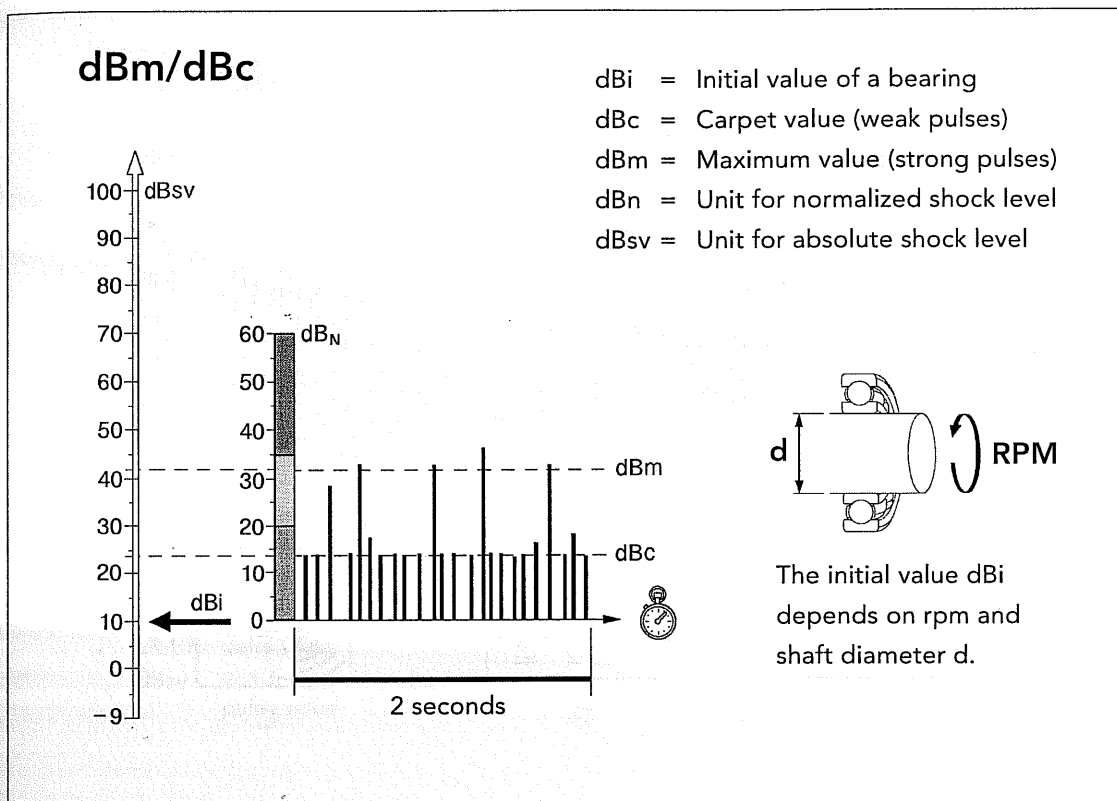 dBm/dBc
dBi = Initial value of a bearing
dBc = Carpet value (weak pulses)
dBm = Maximum value (strong pulses)
dBn = Unit for normalized shock level
dBsv = Unit for absolute shock level
100 dBsv
90
80
70
60
50
40
30
20
10
0
-9
dBi
60 dBN
50
40
30
20
10
0
dBm
dBc
2 seconds
d
RPM
The initial value dBi
depends on rpm and
shaft diameter d.